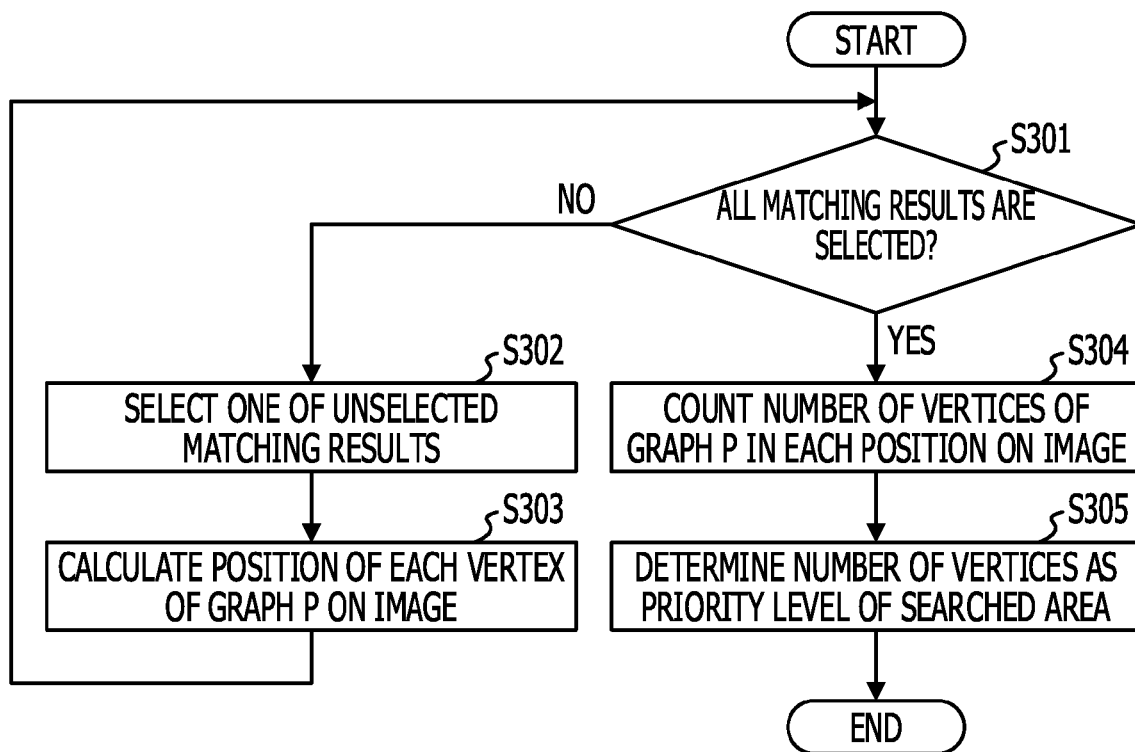 START
S301
ALL MATCHING RESULTS ARE
SELECTED?
NO
YES
S302
SELECT ONE OF UNSELECTED
MATCHING RESULTS
S303
CALCULATE POSITION OF EACH VERTEX
OF GRAPH P ON IMAGE
S304
COUNT NUMBER OF VERTICES OF
GRAPH P IN EACH POSITION ON IMAGE
S305
DETERMINE NUMBER OF VERTICES AS
PRIORITY LEVEL OF SEARCHED AREA
END